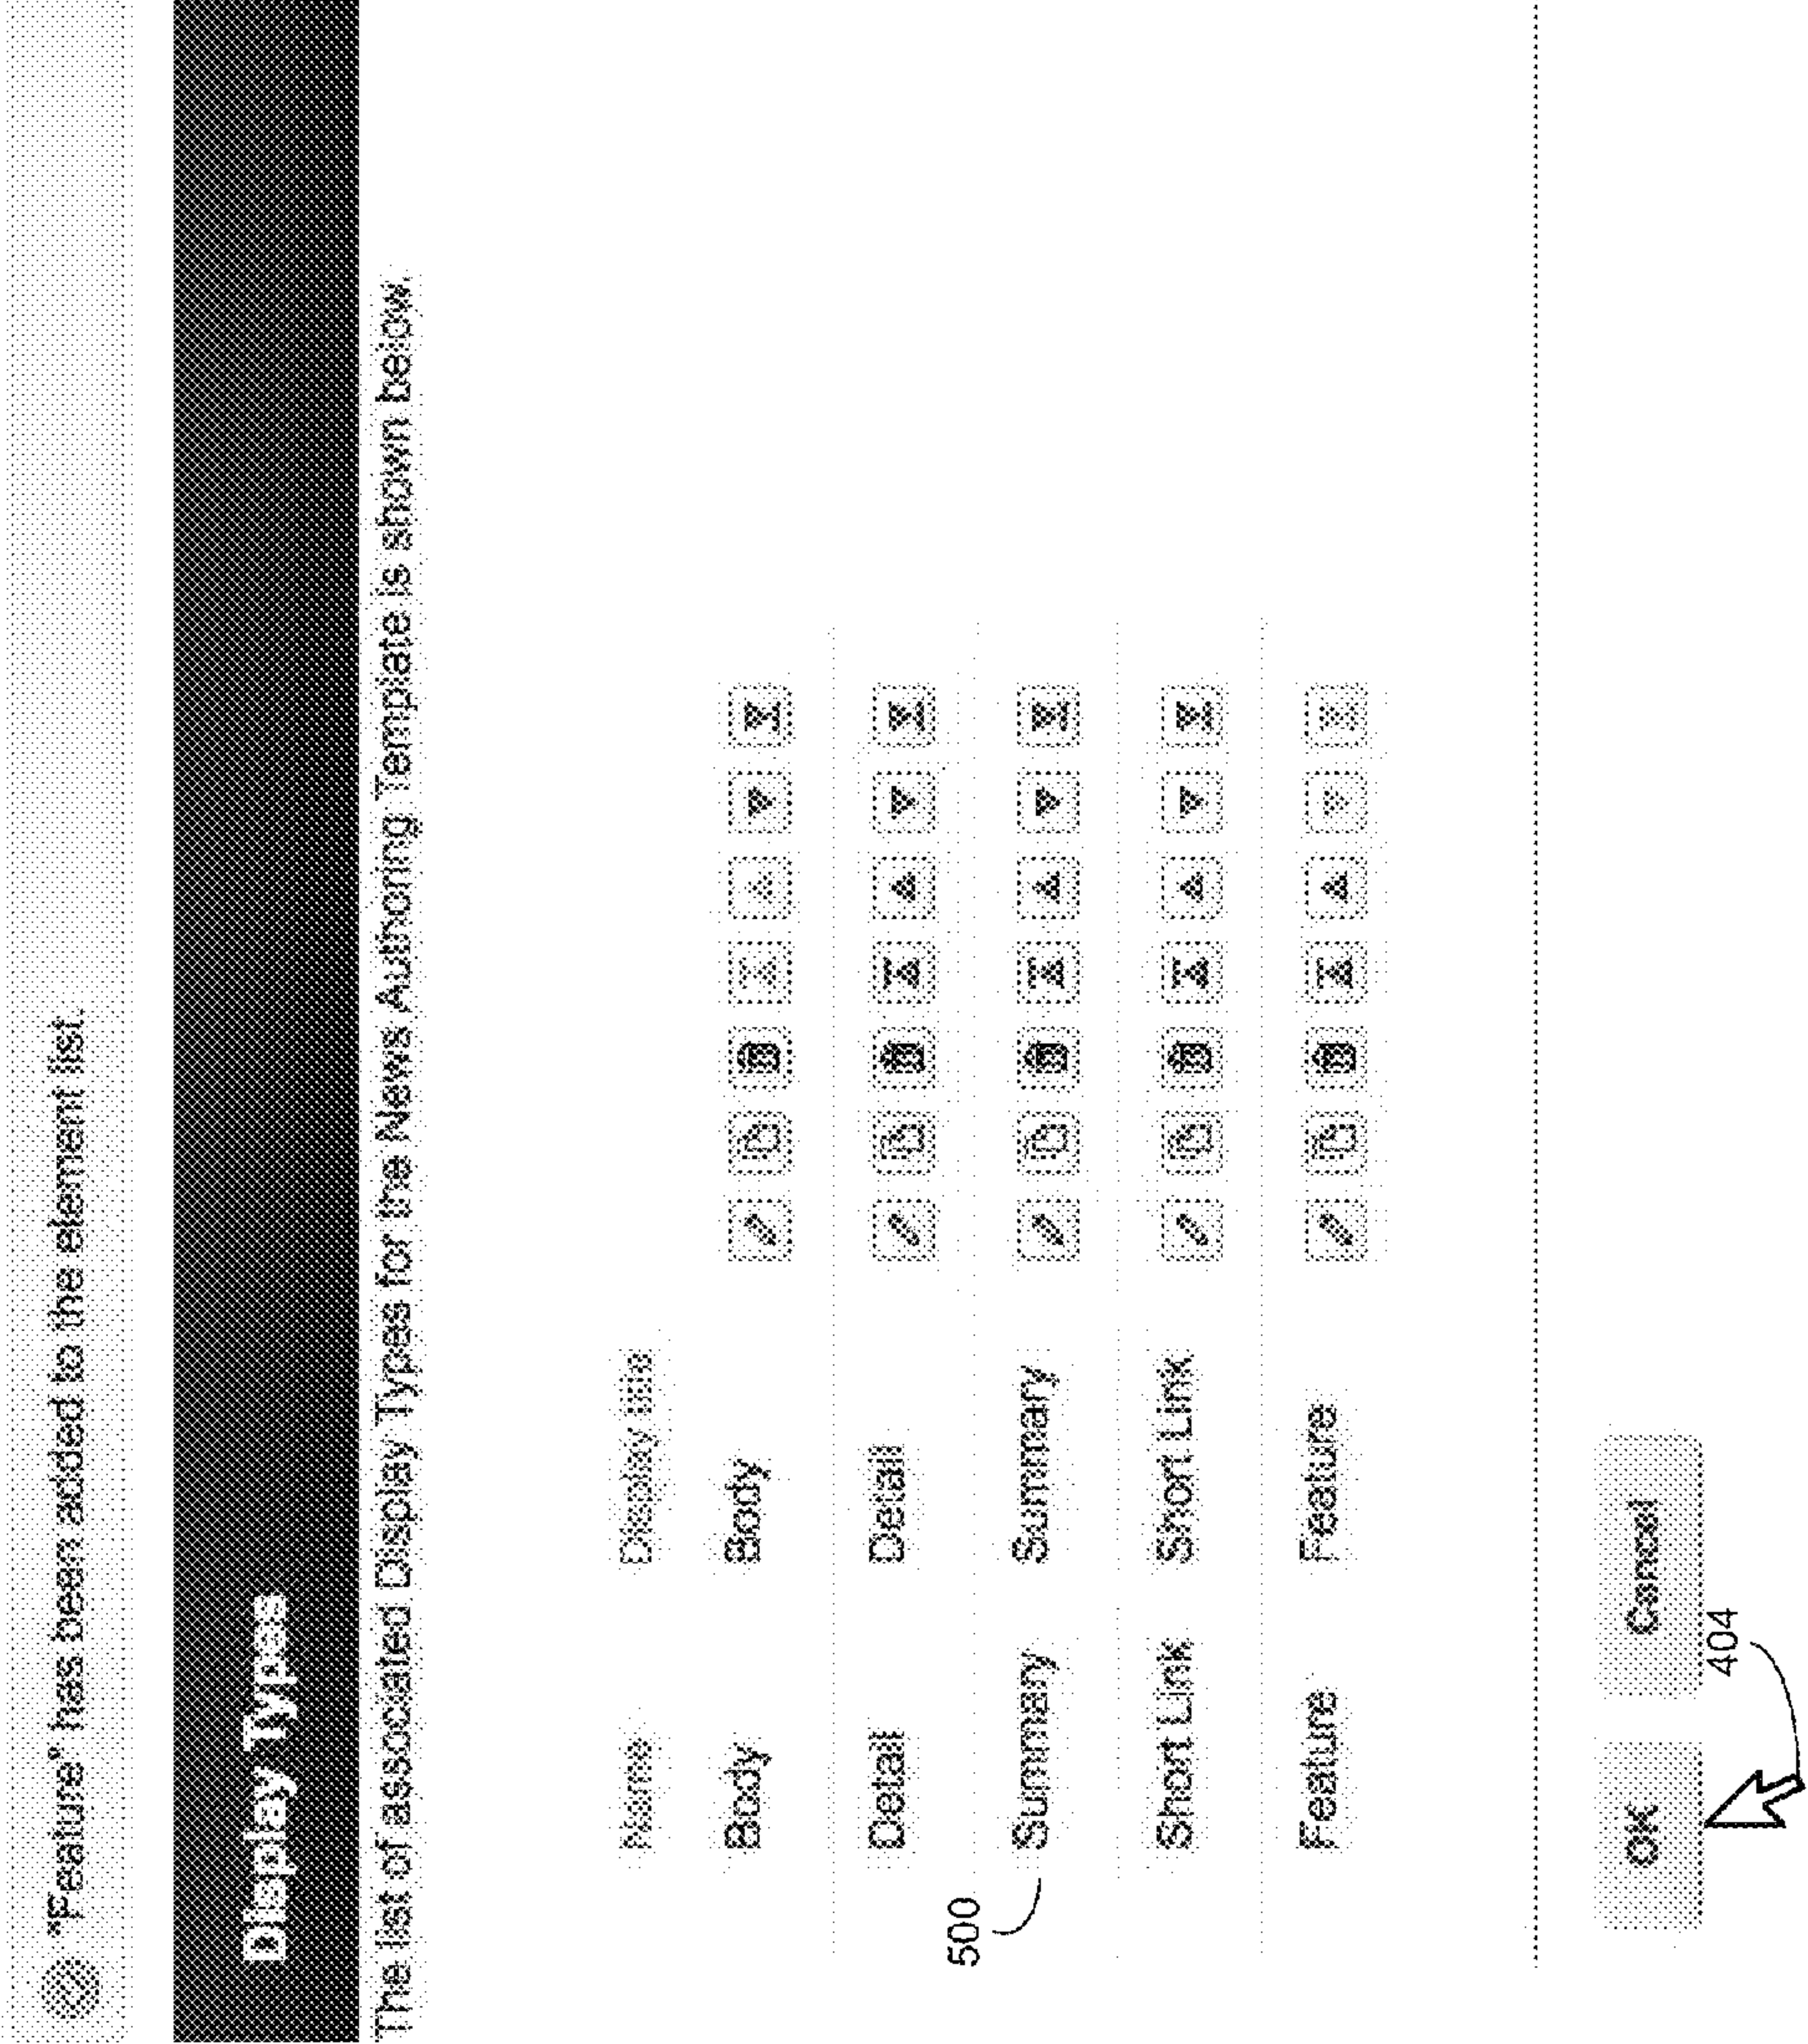 "Feature" has been added to the element list.
Display Types
The list of associated Display Types for the News Authoring Template is shown below.
Name Display title
Body Body
Detail Detail
500
Summary Summary
Short Link Short Link
Feature Feature
OK Cancel
404